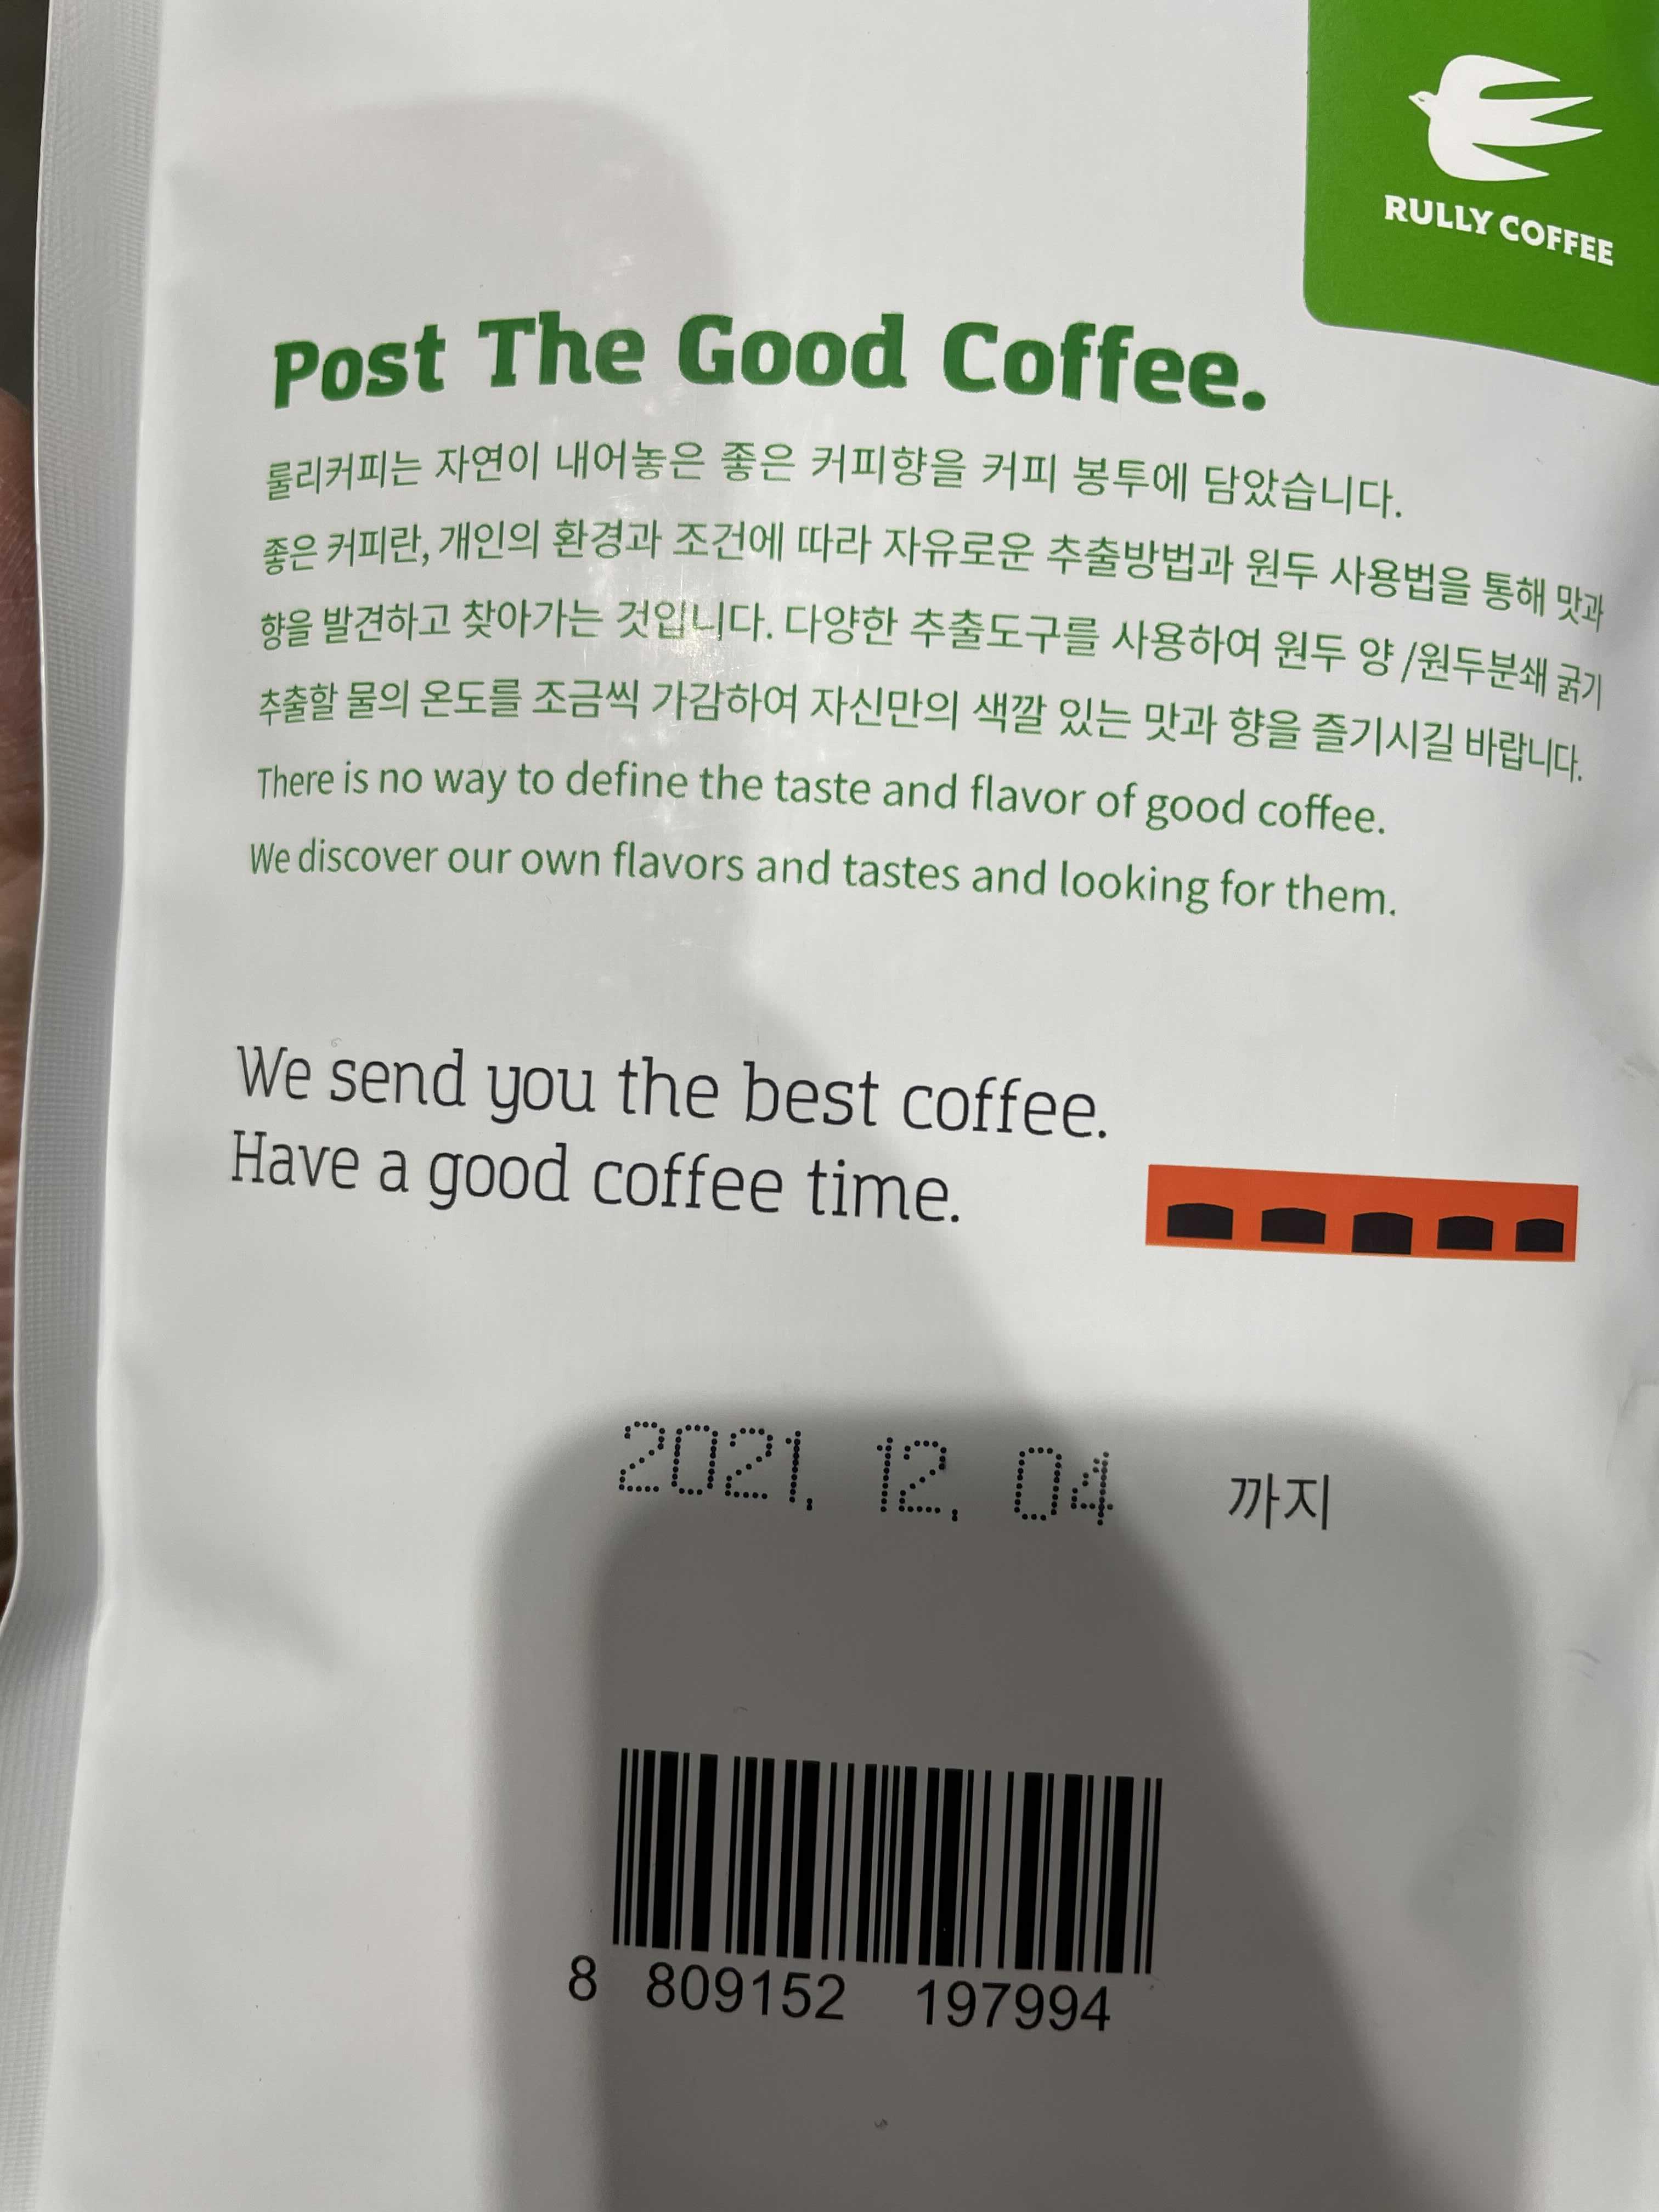 RULLY COFFEE
Post The Good Coffee.
룰리커피는 자연이 내어놓은 좋은 커피향을 커피 봉투에 담았습니다.
좋은 커피란, 개인의 환경과 조건에 따라 자유로운 추출방법과 원두 사용법을 통해 맛과
향을 발견하고 찾아가는 것입니다. 다양한 추출도구를 사용하여 원두 양 /원두분쇄 굵기
추출할 물의 온도를 조금씩 가감하여 자신만의 색깔 있는 맛과 향을 즐기시길 바랍니다.
There is no way to define the taste and flavor of good coffee.
We discover our own flavors and tastes and looking for them.
We send you the best coffee.
Have a good coffee time.
2021. 12. 04 까지
8 809152 197994